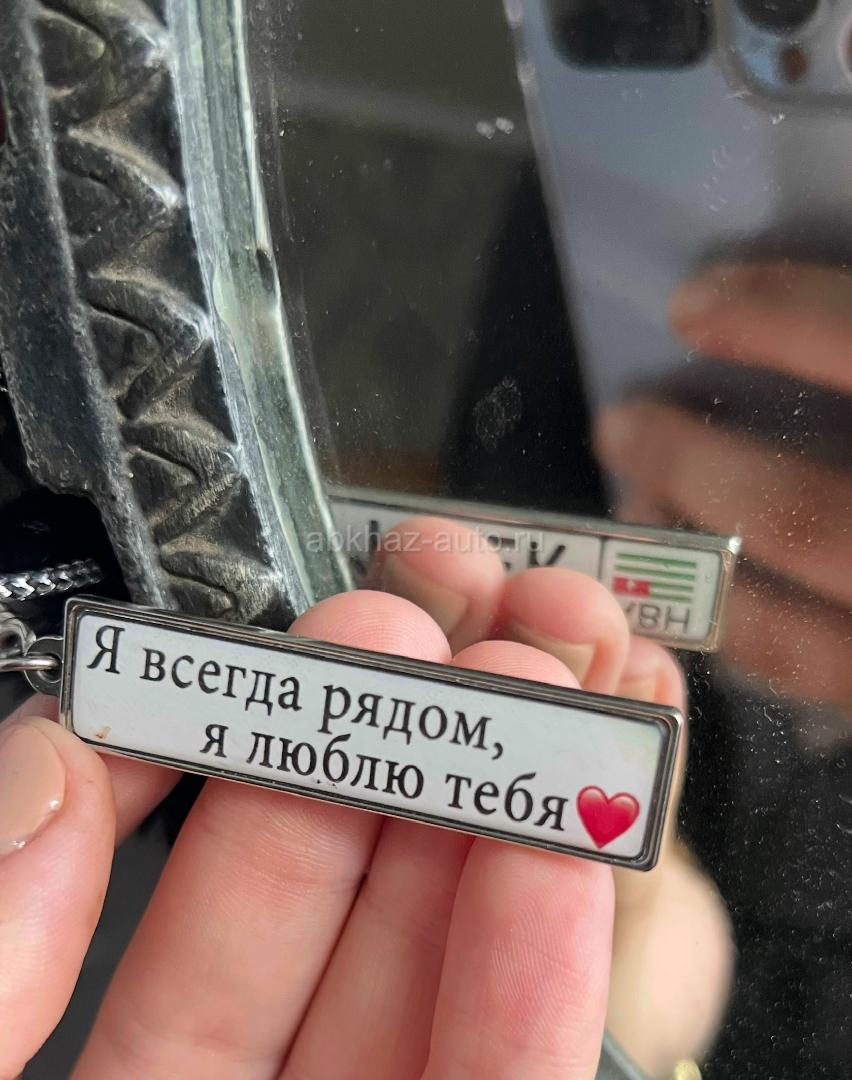 Я всегда рядом,
я люблю тебя❤️
abkhaz-auto.ru